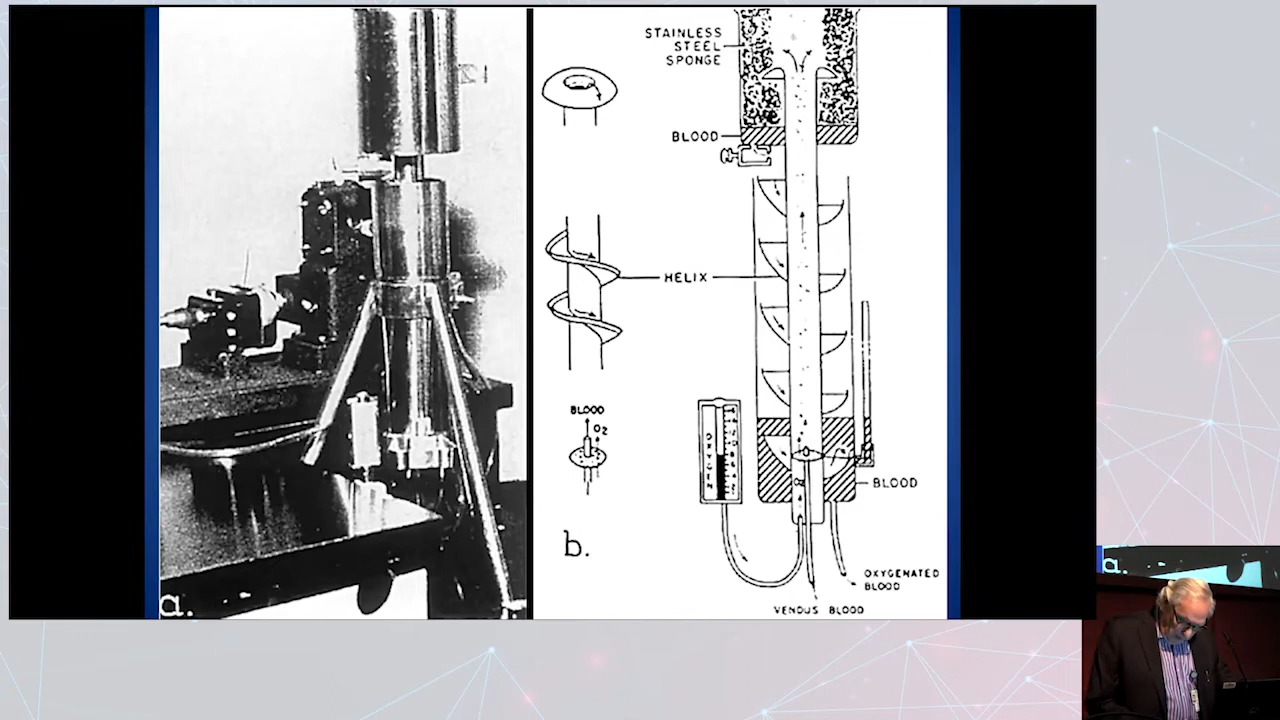 STAINLESS
STEEL
SPONGE
BLOOD
HELIX
BLOOD
O2
OXYGEN
BLOOD
b.
OXYGENATED
BLOOD
VENOUS BLOOD
a.
a.